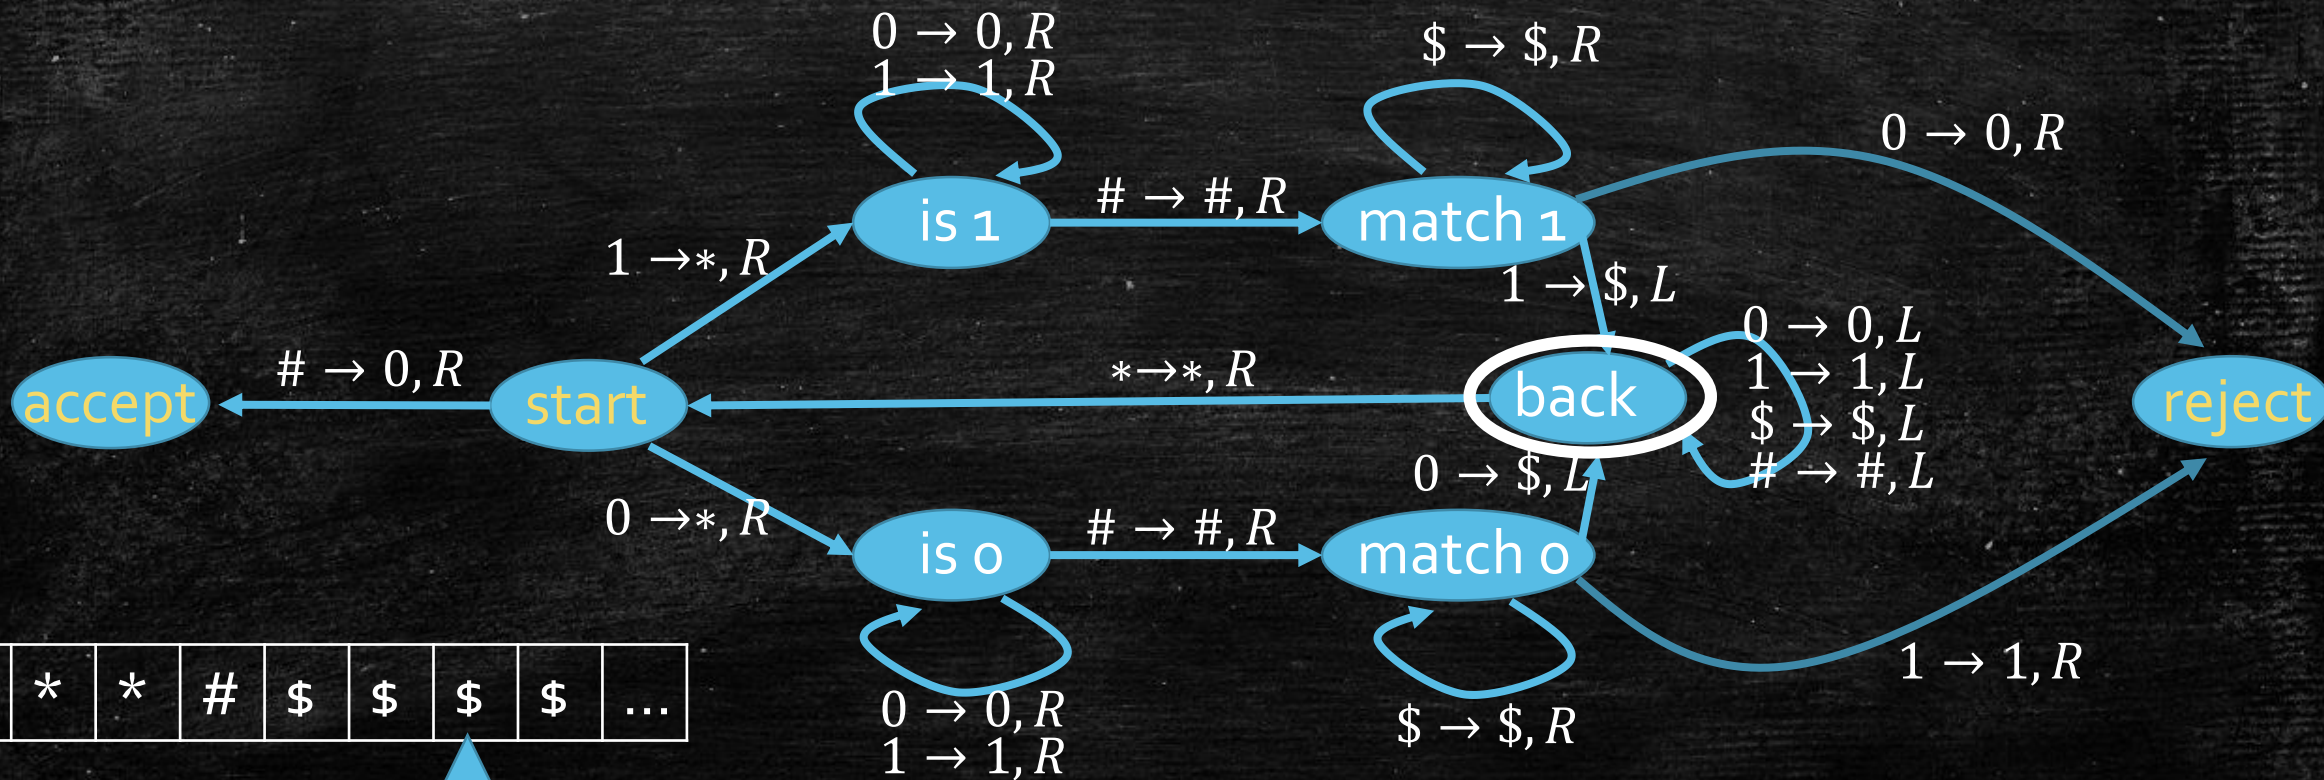 0 → 0, R
1 → 1, R
$ → $, R
0 → 0, R
is 1
# → #, R
match 1
1 →*, R
1 → $, L
0 → 0, L
1 → 1, L
$ → $, L
# → #, L
accept
# → 0, R
start
*→*, R
back
reject
0 → $, L
0 →*, R
is 0
# → #, R
match 0
1 → 1, R
0 → 0, R
1 → 1, R
$ → $, R
* * # $ $ $ $ ...